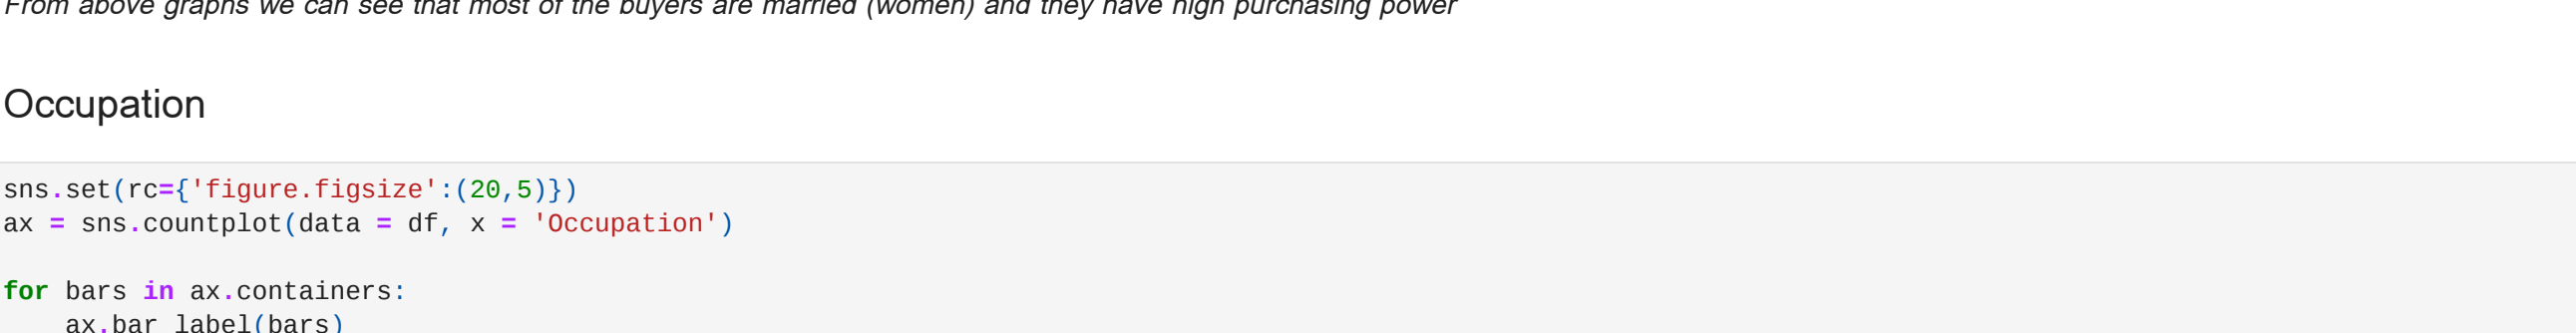 From above graphs we can see that most of the buyers are married (women) and they have high purchasing power
Occupation
sns.set(rc={'figure.figsize':(20,5)})
ax = sns.countplot(data = df, x = 'Occupation')
for bars in ax.containers:
    ax.bar_label(bars)